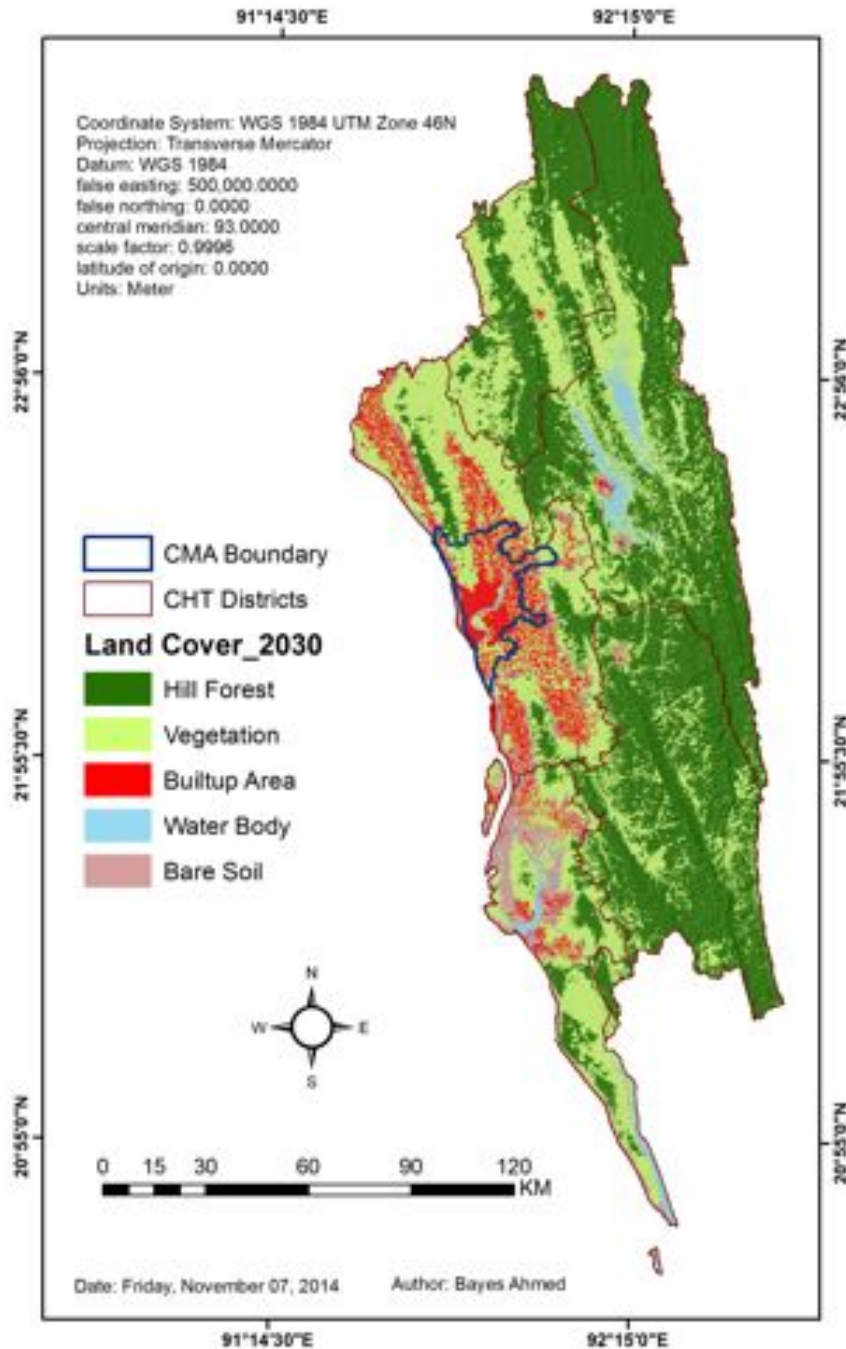 91°14'30"E
92°15'0"E
Coordinate System: WGS 1984 UTM Zone 46N
Projection: Transverse Mercator
Datum: WGS 1984
false easting: 500,000.0000
false northing: 0.0000
central meridian: 93.0000
scale factor: 0.9996
latitude of origin: 0.0000
Units: Meter
22°56'0"N
22°56'0"N
CMA Boundary
CHT Districts
Land Cover_2030
Hill Forest
Vegetation
Builtup Area
Water Body
Bare Soil
21°55'30"N
21°55'30"N
N
W
E
S
20°55'0"N
20°55'0"N
0 15 30 60 90 120
KM
Date: Friday, November 07, 2014
Author: Bayes Ahmed
91°14'30"E
92°15'0"E